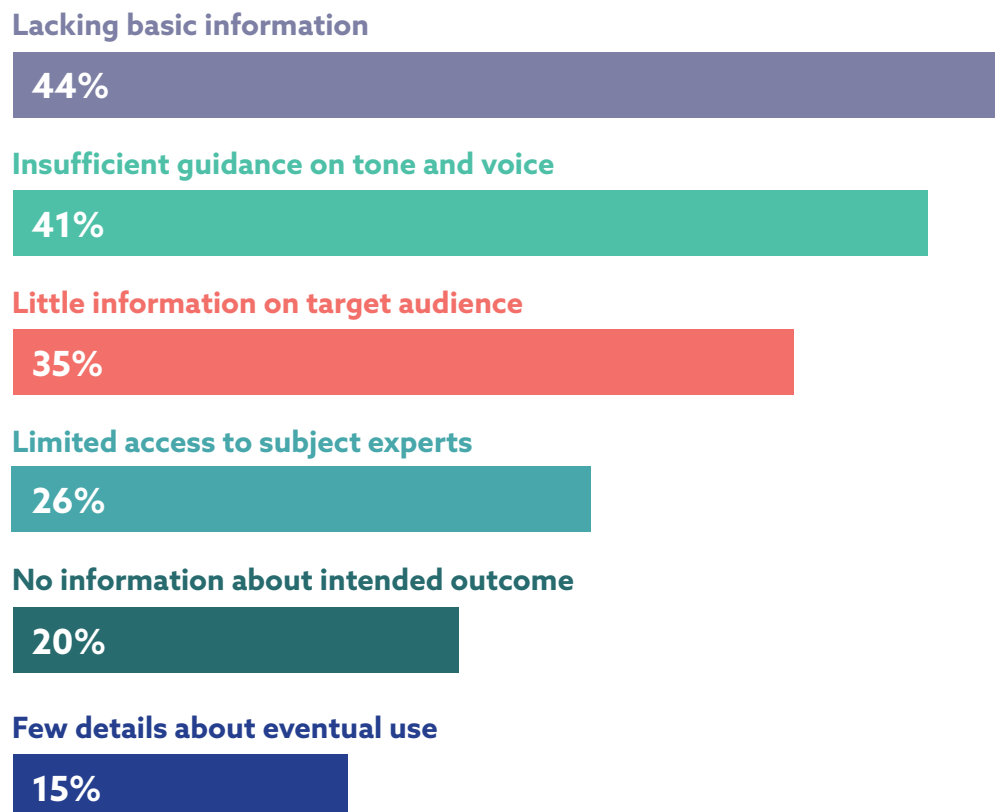 Lacking basic information
44%
Insufficient guidance on tone and voice
41%
Little information on target audience
35%
Limited access to subject experts
26%
No information about intended outcome
20%
Few details about eventual use
15%